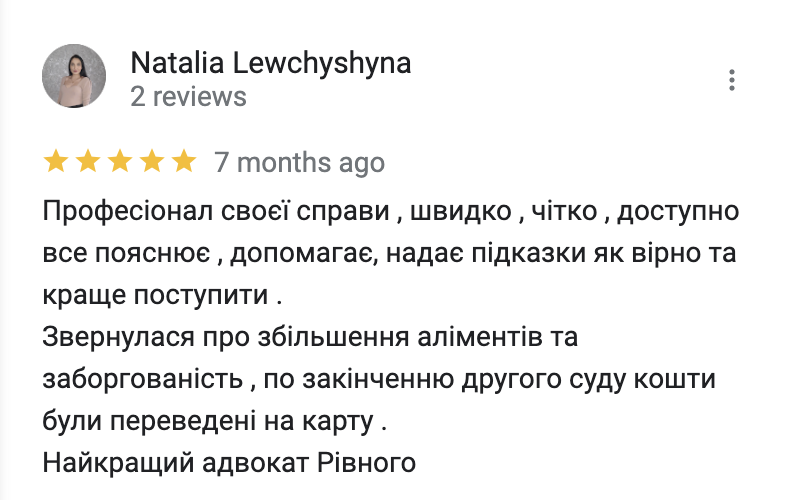 Natalia Lewchyshyna
2 reviews
7 months ago
Професіонал своєї справи , швидко , чітко , доступно
все пояснює , допомагає, надає підказки як вірно та
краще поступити .
Звернулася про збільшення аліментів та
заборгованість , по закінченню другого суду кошти
були переведені на карту .
Найкращий адвокат Рівного